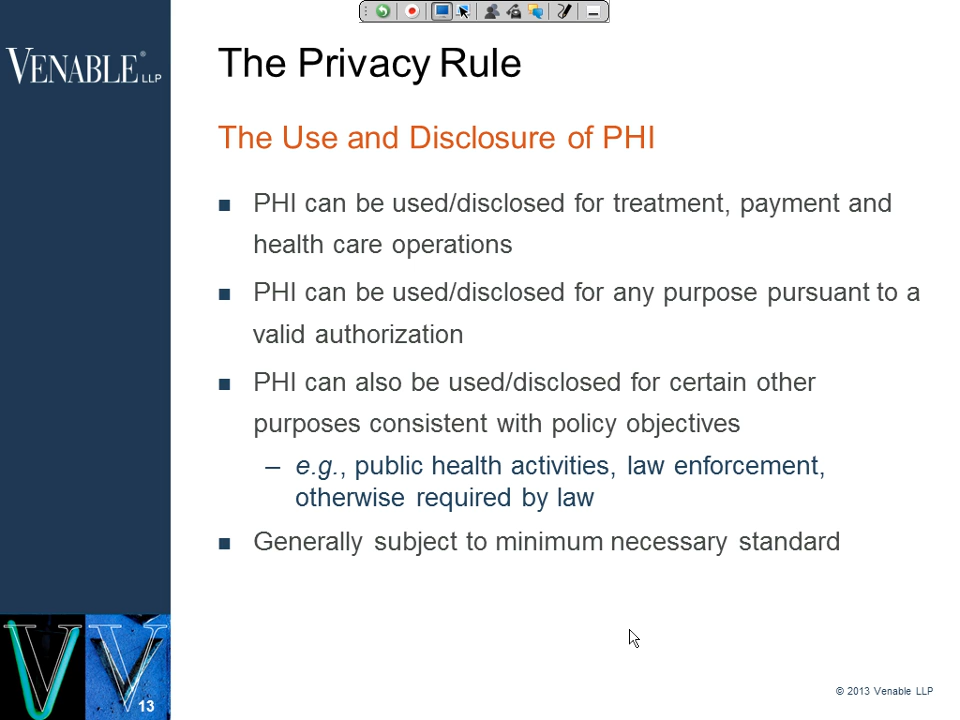 VENABLE® LLP
The Privacy Rule
The Use and Disclosure of PHI
■ PHI can be used/disclosed for treatment, payment and
health care operations
■ PHI can be used/disclosed for any purpose pursuant to a
valid authorization
■ PHI can also be used/disclosed for certain other
purposes consistent with policy objectives
– e.g., public health activities, law enforcement,
otherwise required by law
■ Generally subject to minimum necessary standard
13
© 2013 Venable LLP